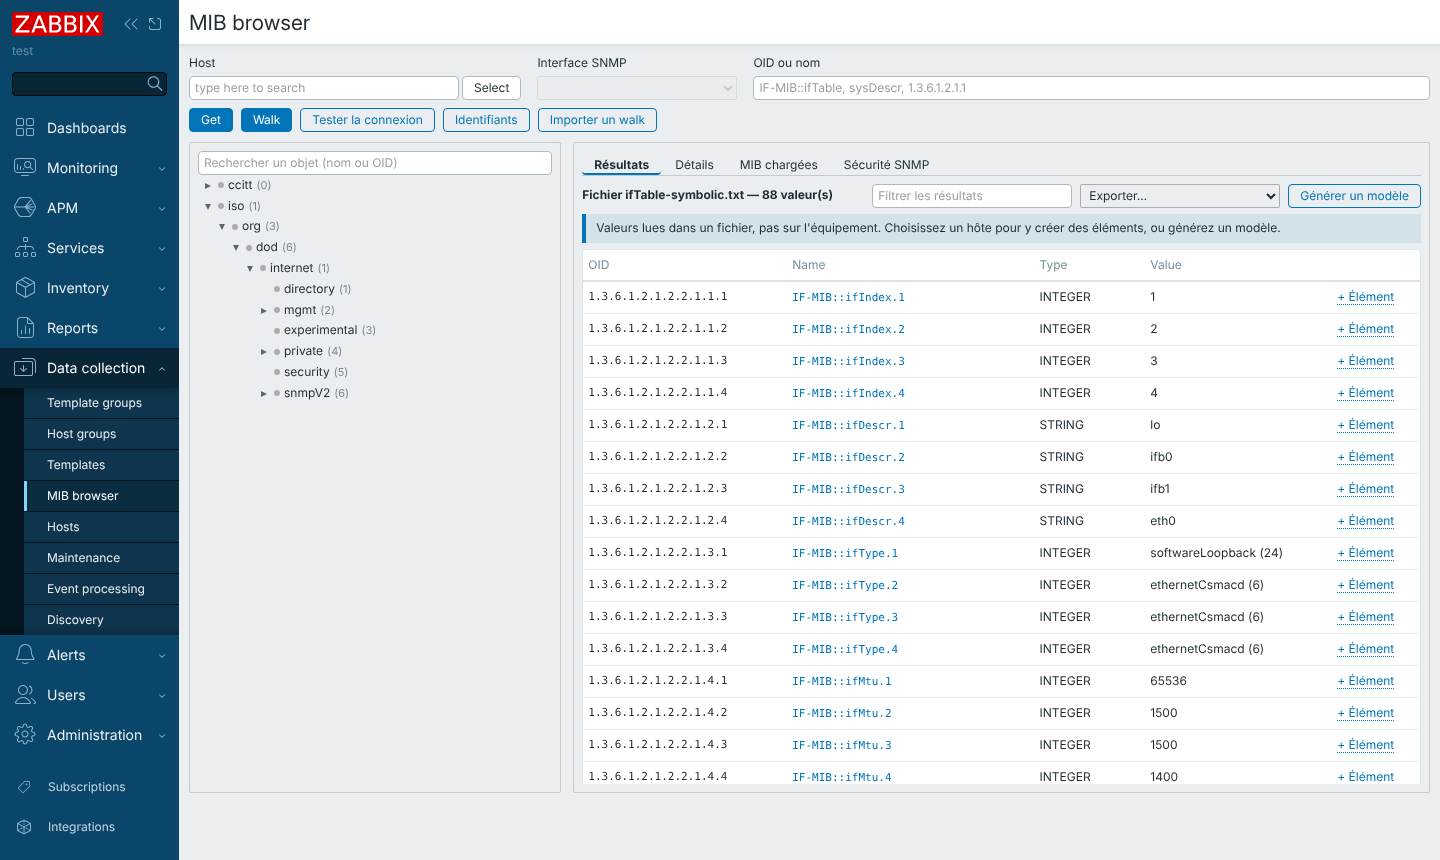 ZABBIX
test
Dashboards
Monitoring
APM
Services
Inventory
Reports
Data collection
Template groups
Host groups
Templates
MIB browser
Hosts
Maintenance
Event processing
Discovery
Alerts
Users
Administration
Subscriptions
Integrations
MIB browser
Host Interface SNMP OID ou nom
type here to search Select IF-MIB::ifTable, sysDescr, 1.3.6.1.2.1.1
Get Walk Tester la connexion Identifiants Importer un walk
Rechercher un objet (nom ou OID)
ccitt (0)
iso (1)
org (3)
dod (6)
internet (1)
directory (1)
mgmt (2)
experimental (3)
private (4)
security (5)
snmpV2 (6)
Résultats Détails MIB chargées Sécurité SNMP
Fichier ifTable-symbolic.txt — 88 valeur(s) Filtrer les résultats Exporter... Générer un modèle
Valeurs lues dans un fichier, pas sur l'équipement. Choisissez un hôte pour y créer des éléments, ou générez un modèle.
OID Name Type Value
1.3.6.1.2.1.2.2.1.1.1 IF-MIB::ifIndex.1 INTEGER 1 + Élément
1.3.6.1.2.1.2.2.1.1.2 IF-MIB::ifIndex.2 INTEGER 2 + Élément
1.3.6.1.2.1.2.2.1.1.3 IF-MIB::ifIndex.3 INTEGER 3 + Élément
1.3.6.1.2.1.2.2.1.1.4 IF-MIB::ifIndex.4 INTEGER 4 + Élément
1.3.6.1.2.1.2.2.1.2.1 IF-MIB::ifDescr.1 STRING lo + Élément
1.3.6.1.2.1.2.2.1.2.2 IF-MIB::ifDescr.2 STRING ifb0 + Élément
1.3.6.1.2.1.2.2.1.2.3 IF-MIB::ifDescr.3 STRING ifb1 + Élément
1.3.6.1.2.1.2.2.1.2.4 IF-MIB::ifDescr.4 STRING eth0 + Élément
1.3.6.1.2.1.2.2.1.3.1 IF-MIB::ifType.1 INTEGER softwareLoopback (24) + Élément
1.3.6.1.2.1.2.2.1.3.2 IF-MIB::ifType.2 INTEGER ethernetCsmacd (6) + Élément
1.3.6.1.2.1.2.2.1.3.3 IF-MIB::ifType.3 INTEGER ethernetCsmacd (6) + Élément
1.3.6.1.2.1.2.2.1.3.4 IF-MIB::ifType.4 INTEGER ethernetCsmacd (6) + Élément
1.3.6.1.2.1.2.2.1.4.1 IF-MIB::ifMtu.1 INTEGER 65536 + Élément
1.3.6.1.2.1.2.2.1.4.2 IF-MIB::ifMtu.2 INTEGER 1500 + Élément
1.3.6.1.2.1.2.2.1.4.3 IF-MIB::ifMtu.3 INTEGER 1500 + Élément
1.3.6.1.2.1.2.2.1.4.4 IF-MIB::ifMtu.4 INTEGER 1400 + Élément